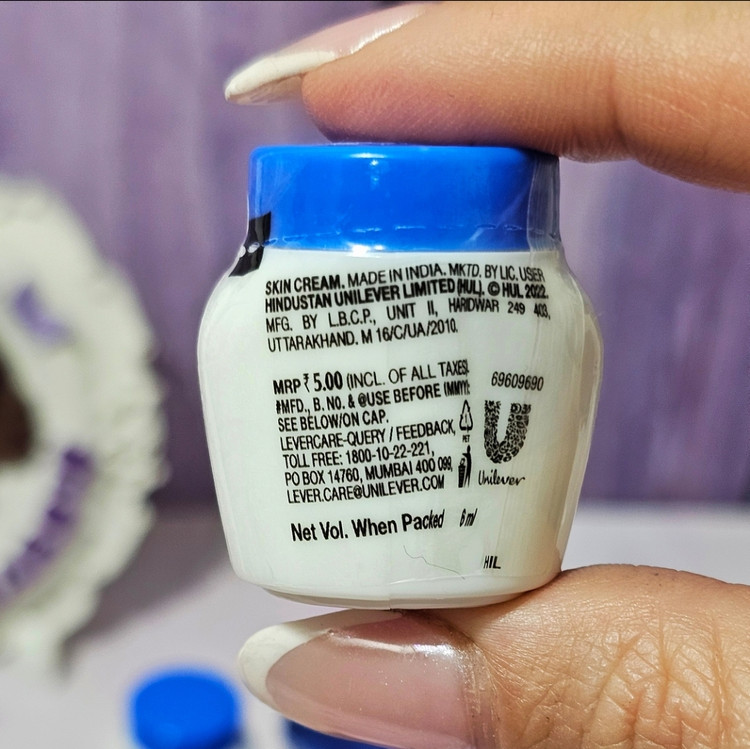 SKIN CREAM. MADE IN INDIA. MKTD. BY LIC. USER
HINDUSTAN UNILEVER LIMITED (HUL). © HUL 2022.
MFG. BY L.B.C.P., UNIT II, HARDWAR 249 403,
UTTARAKHAND. M 16/C/UA/2010.
MRP ₹ 5.00 (INCL. OF ALL TAXES)
#MFD., B. No. & @USE BEFORE (MMYY):
SEE BELOW/ON CAP.
LEVERCARE-QUERY / FEEDBACK,
TOLL FREE: 1800-10-22-221,
PO BOX 14760, MUMBAI 400 099,
LEVER.CARE@UNILEVER.COM
69609690
1
PET
Unilever
Net Vol. When Packed 6 ml
HIL